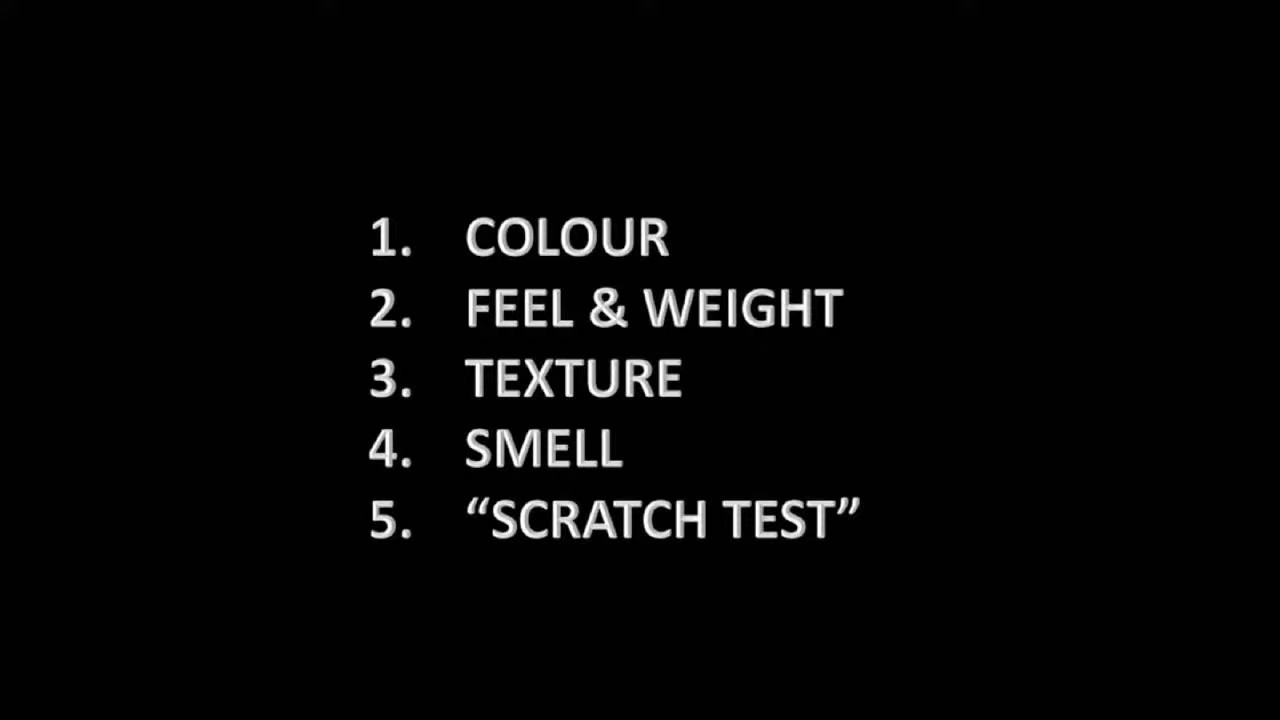 1. COLOUR
2. FEEL & WEIGHT
3. TEXTURE
4. SMELL
5. “SCRATCH TEST”